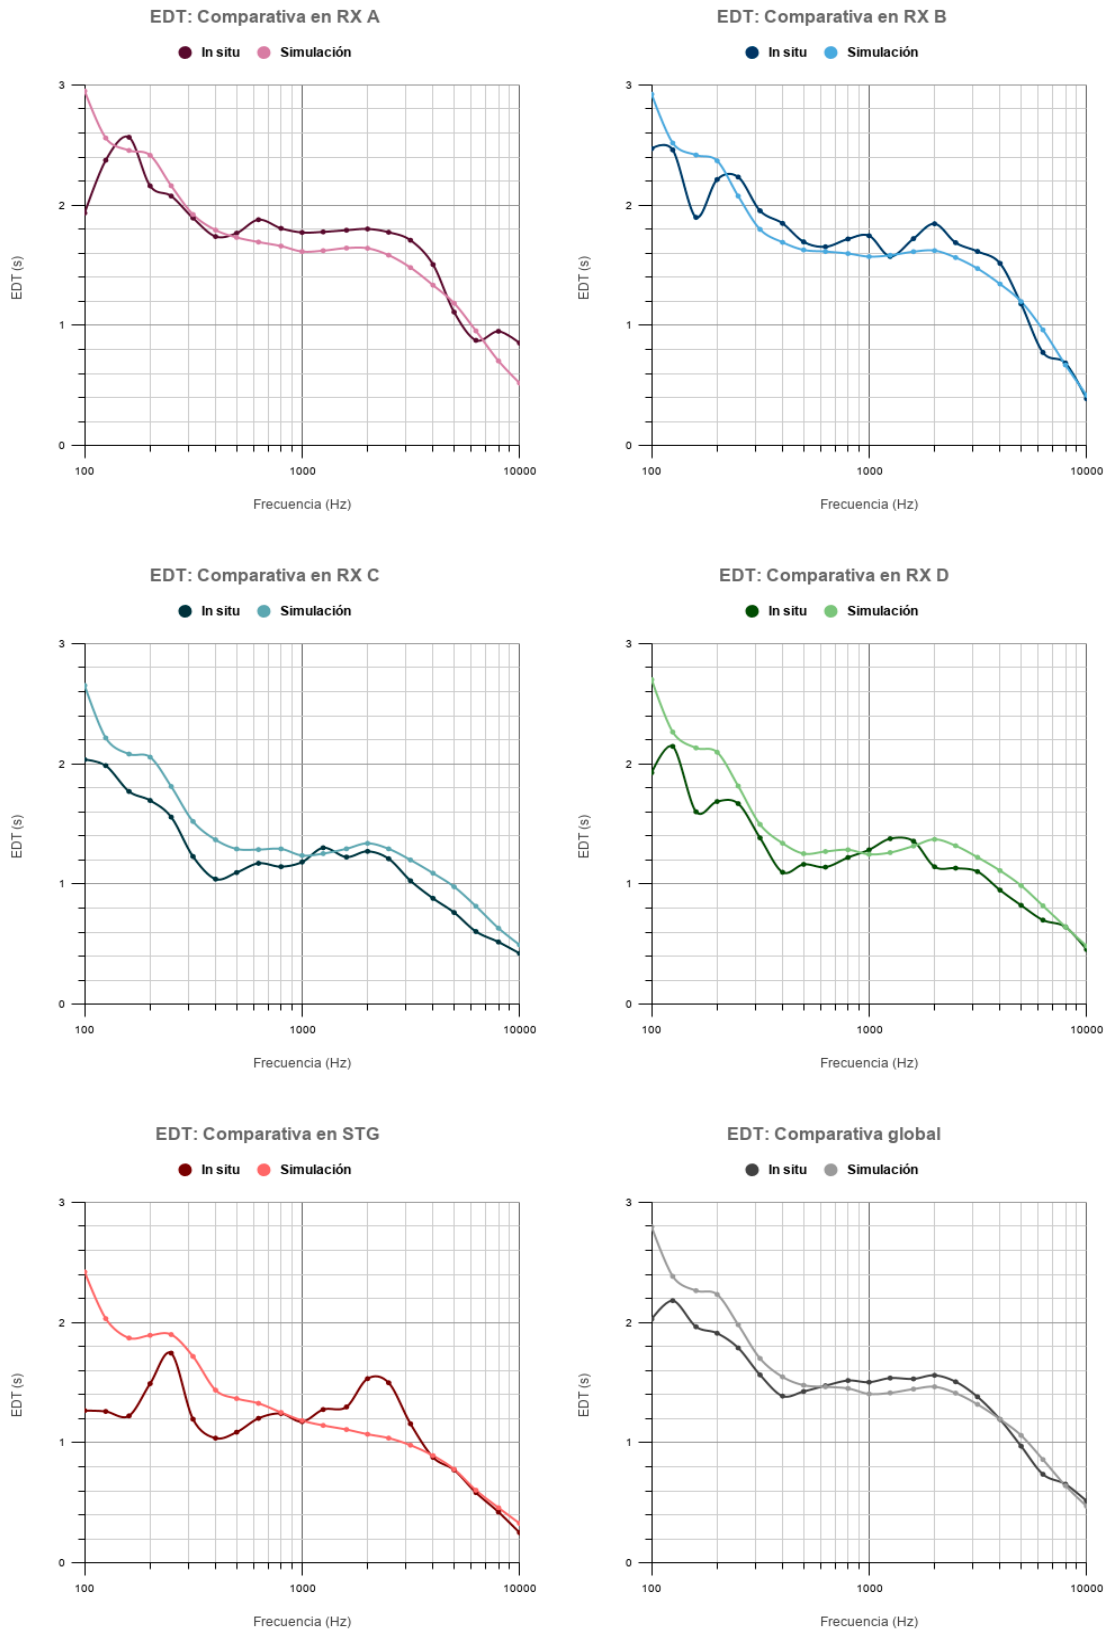 EDT: Comparativa en RX A
In situ Simulación
3
2
1
0
EDT (s)
100 1000 10000
Frecuencia (Hz)
EDT: Comparativa en RX B
In situ Simulación
3
2
1
0
EDT (s)
100 1000 10000
Frecuencia (Hz)
EDT: Comparativa en RX C
In situ Simulación
3
2
1
0
EDT (s)
100 1000 10000
Frecuencia (Hz)
EDT: Comparativa en RX D
In situ Simulación
3
2
1
0
EDT (s)
100 1000 10000
Frecuencia (Hz)
EDT: Comparativa en STG
In situ Simulación
3
2
1
0
EDT (s)
100 1000 10000
Frecuencia (Hz)
EDT: Comparativa global
In situ Simulación
3
2
1
0
EDT (s)
100 1000 10000
Frecuencia (Hz)